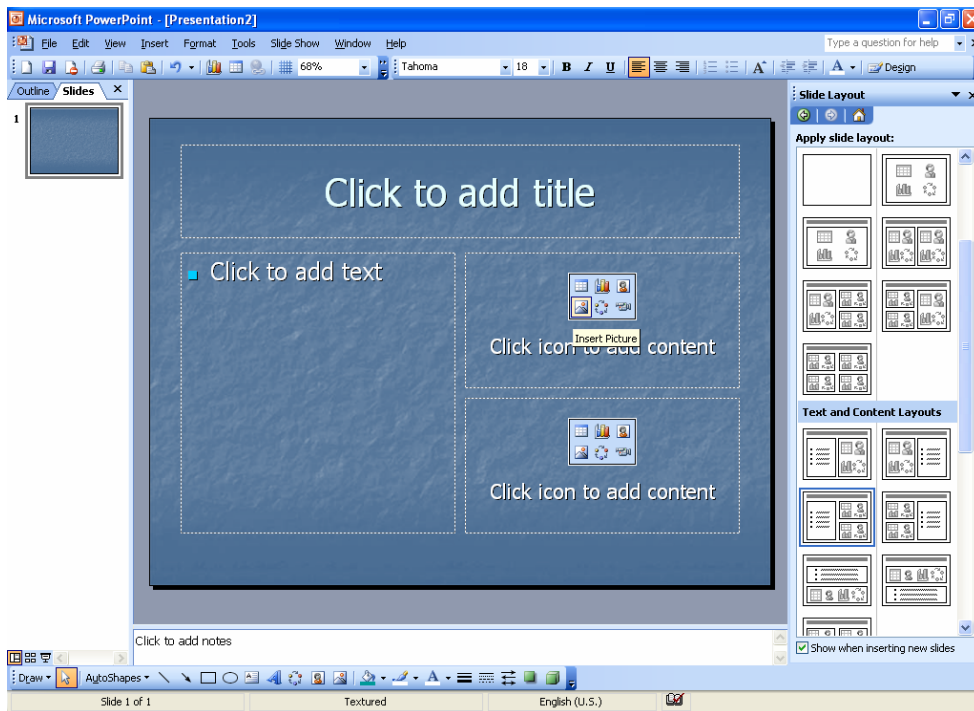 Microsoft PowerPoint - [Presentation2]
File Edit View Insert Format Tools Slide Show Window Help
Type a question for help
68% Tahoma 18 B I U A A Design
Outline Slides
Slide Layout
1
Apply slide layout:
Click to add title
Click to add text
Insert Picture
Click icon to add content
Text and Content Layouts
Click icon to add content
Click to add notes
Show when inserting new slides
Draw AutoShapes A
Slide 1 of 1 Textured English (U.S.)